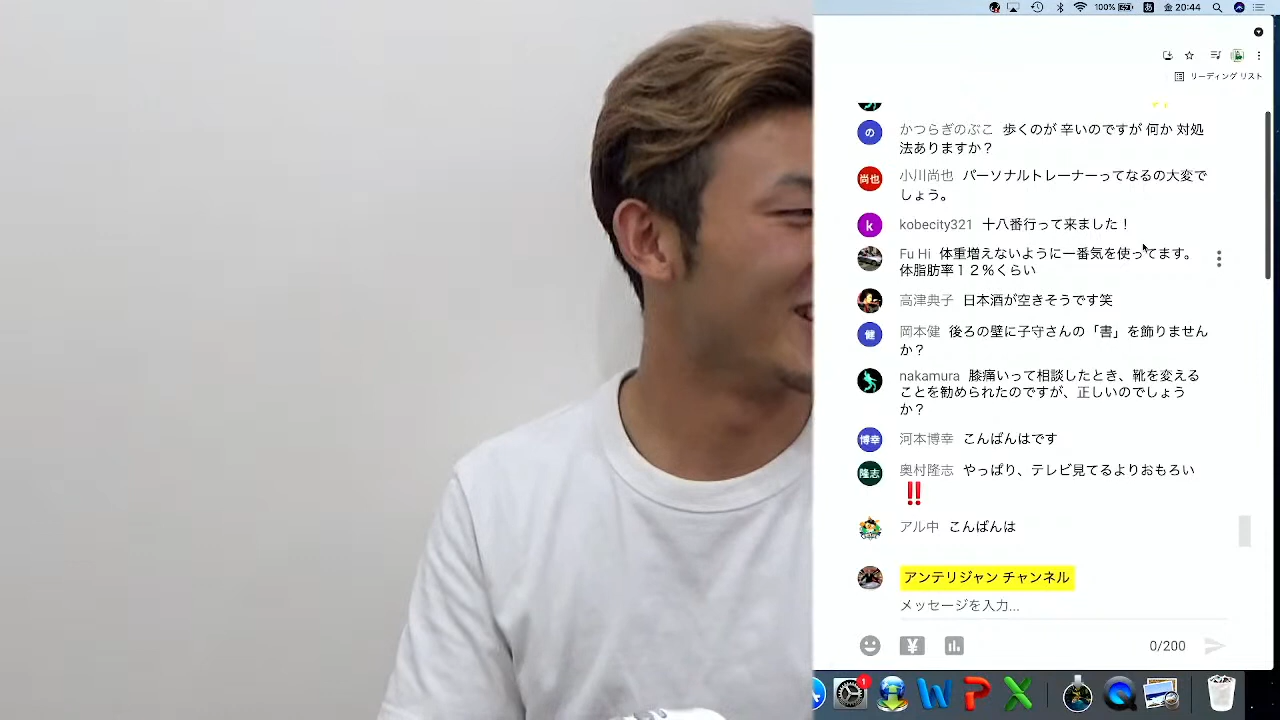 100% あ 金 20:44
リーディングリスト
の かつらぎのぶこ 歩くのが 辛いのですが 何か 対処
法ありますか？
尚也 小川尚也 パーソナルトレーナーってなるの大変で
しょう。
k kobecity321 十八番行って来ました！
Fu Hi 体重増えないように一番気を使ってます。
体脂肪率１２％くらい
高津典子 日本酒が空きそうです笑
健 岡本健 後ろの壁に子守さんの「書」を飾りません
か？
nakamura 膝痛いって相談したとき、靴を変える
ことを勧められたのですが、正しいのでしょう
か？
博幸 河本博幸 こんばんはです
隆志 奥村隆志 やっぱり、テレビ見てるよりおもろい
‼️
アル中 こんばんは
アンテリジャン チャンネル
メッセージを入力...
¥ 0/200
1